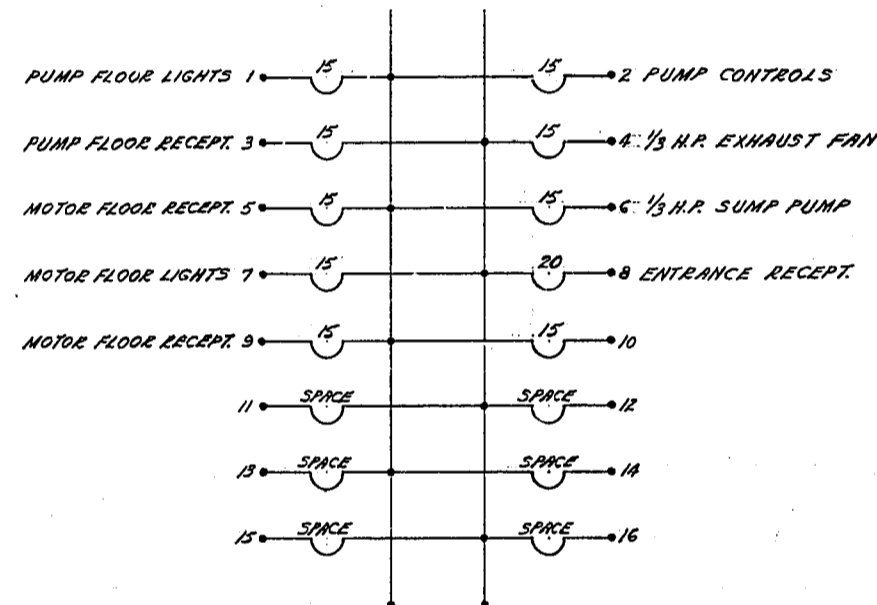 PUMP FLOOR LIGHTS 1 15 15 2 PUMP CONTROLS
PUMP FLOOR RECEPT. 3 15 15 4 1/3 H.P. EXHAUST FAN
MOTOR FLOOR RECEPT. 5 15 15 6 1/3 H.P. SUMP PUMP
MOTOR FLOOR LIGHTS 7 15 20 8 ENTRANCE RECEPT.
MOTOR FLOOR RECEPT. 9 15 15 10
11 SPACE SPACE 12
13 SPACE SPACE 14
15 SPACE SPACE 16